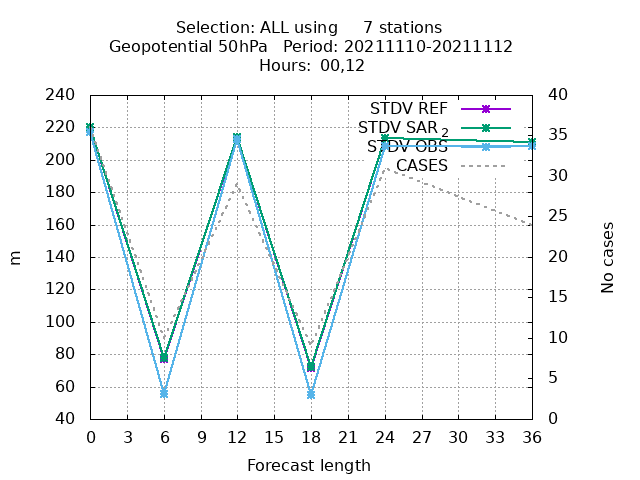 Selection: ALL using 7 stations
Geopotential 50hPa Period: 20211110-20211112
Hours: 00,12
STDV REF
STDV SAR 2
STDV OBS
CASES
240
220
200
180
160
140
120
100
80
60
40
40
35
30
25
20
15
10
5
0
m
No cases
0 3 6 9 12 15 18 21 24 27 30 33 36
Forecast length